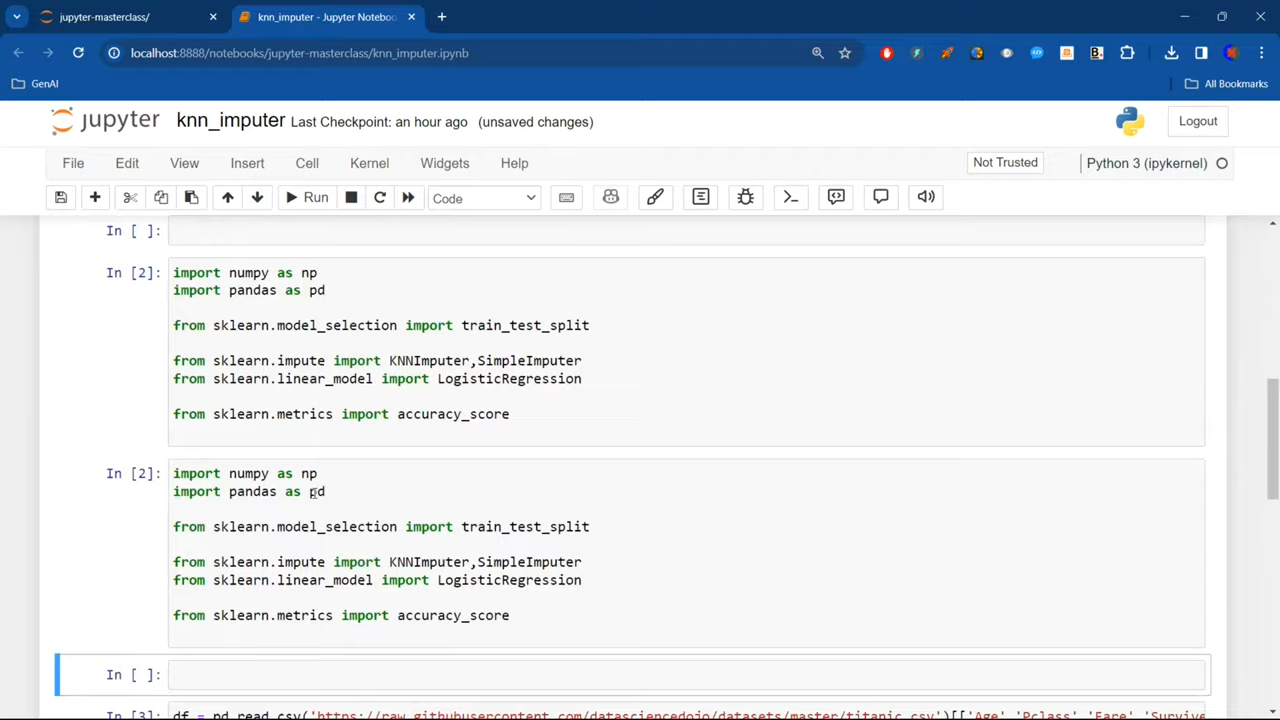 jupyter-masterclass/
knn_imputer - Jupyter Noteboo
localhost:8888/notebooks/jupyter-masterclass/knn_imputer.ipynb
GenAI
All Bookmarks
jupyter knn_imputer Last Checkpoint: an hour ago (unsaved changes)
Logout
File Edit View Insert Cell Kernel Widgets Help
Not Trusted
Python 3 (ipykernel)
Run
Code
In [ ]:
In [2]:
import numpy as np
import pandas as pd
from sklearn.model_selection import train_test_split
from sklearn.impute import KNNImputer,SimpleImputer
from sklearn.linear_model import LogisticRegression
from sklearn.metrics import accuracy_score
In [2]:
import numpy as np
import pandas as pd
from sklearn.model_selection import train_test_split
from sklearn.impute import KNNImputer,SimpleImputer
from sklearn.linear_model import LogisticRegression
from sklearn.metrics import accuracy_score
In [ ]:
In [3]: df = pd.read_csv('https://raw.githubusercontent.com/datasciencedojo/datasets/master/titanic.csv')[['Age','Pclass','Fare','Survive